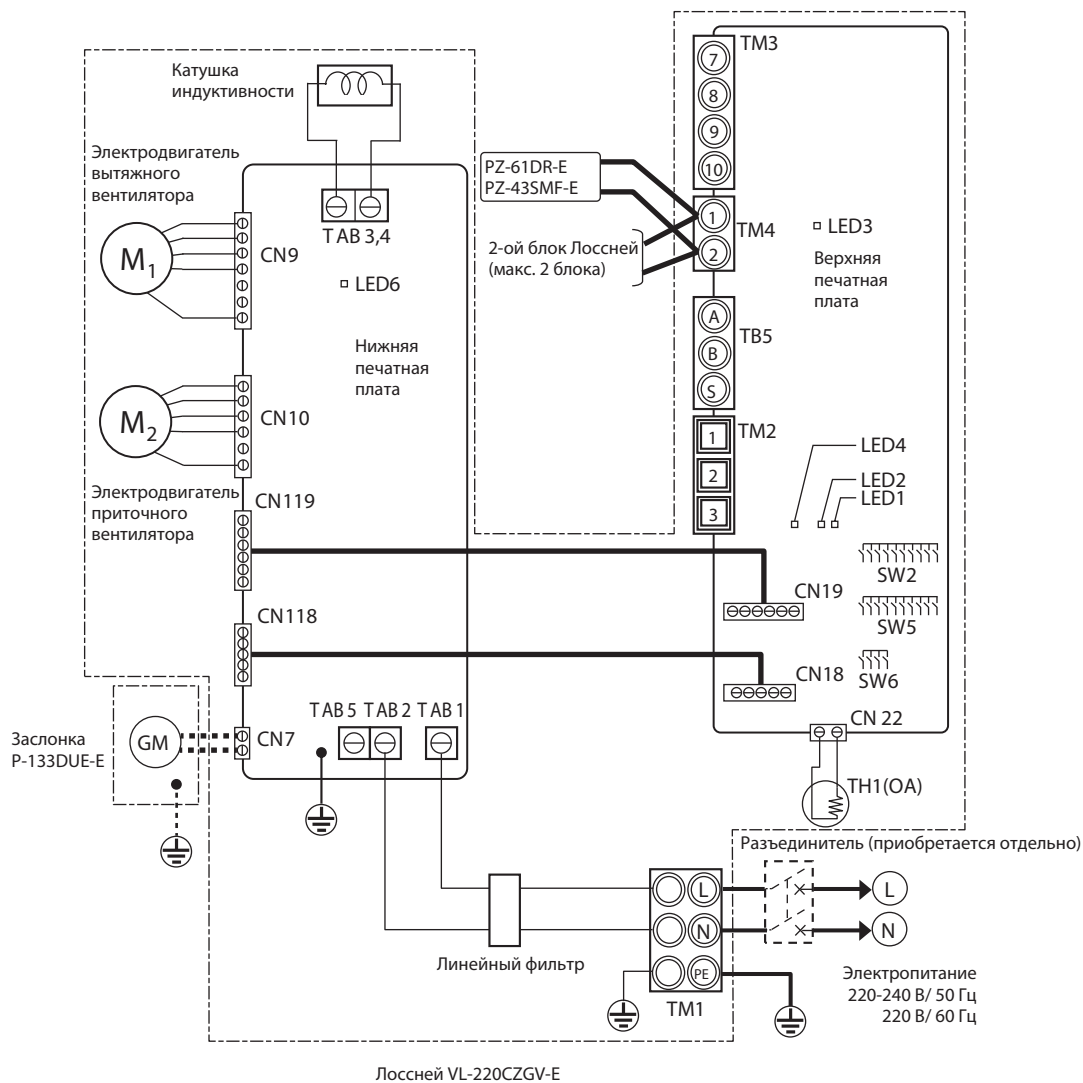 Катушка
индуктивности
Электродвигатель
вытяжного
вентилятора
M1
CN9
TAB 3,4
LED6
Нижняя
печатная
плата
M2
CN10
Электродвигатель
приточного
вентилятора
CN119
CN118
TAB 5 TAB 2 TAB 1
CN7
GM
Заслонка
P-133DUE-E
PZ-61DR-E
PZ-43SMF-E
2-ой блок Лоссней
(макс. 2 блока)
TM3
7
8
9
10
1
2
TM4
LED3
Верхняя
печатная
плата
A
B
S
TB5
1
2
3
TM2
LED4
LED2
LED1
SW2
CN19
SW5
CN18
SW6
CN 22
TH1(OA)
Разъединитель (приобретается отдельно)
L
L
N
N
PE
TM1
Линейный фильтр
Электропитание
220-240 В/ 50 Гц
220 В/ 60 Гц
Лоссней VL-220CZGV-E